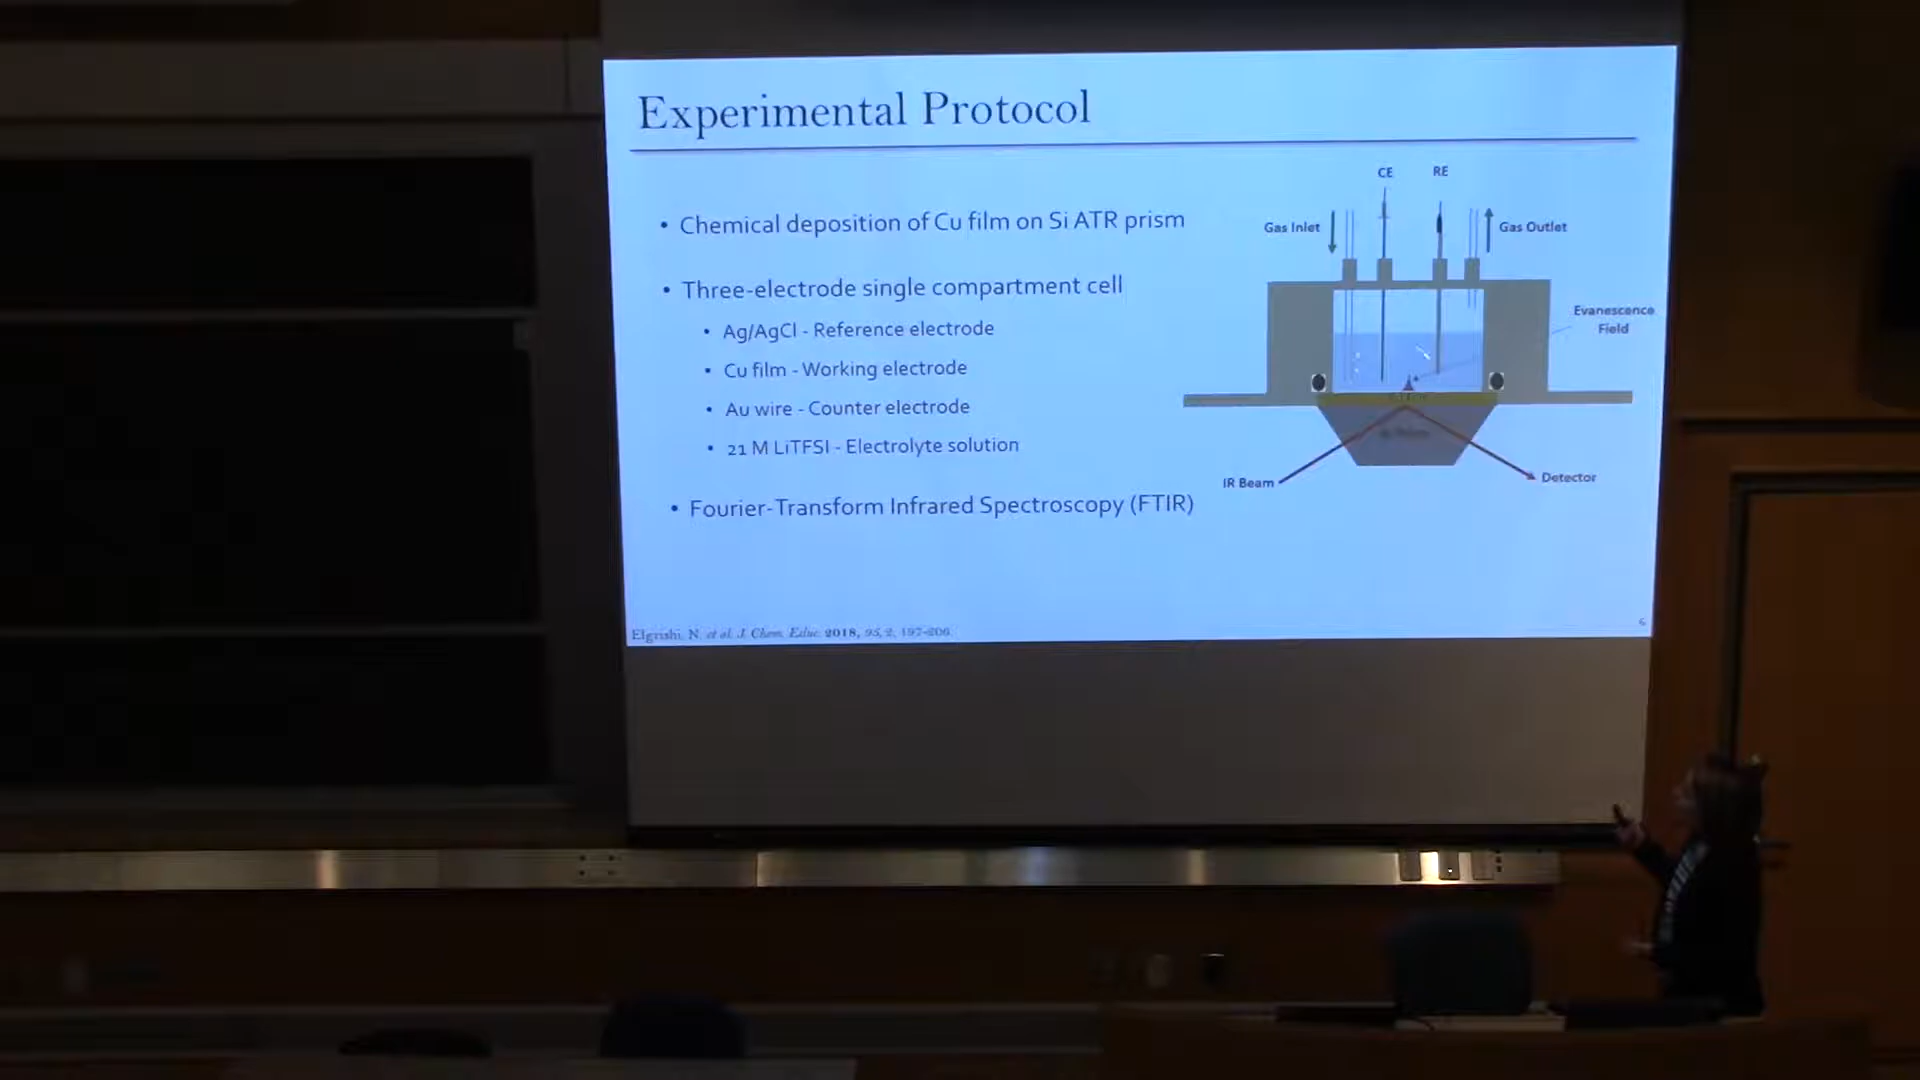 Experimental Protocol
• Chemical deposition of Cu film on Si ATR prism
• Three-electrode single compartment cell
• Ag/AgCl - Reference electrode
• Cu film - Working electrode
• Au wire - Counter electrode
• 21 M LiTFSI - Electrolyte solution
• Fourier-Transform Infrared Spectroscopy (FTIR)
CE
RE
Gas Inlet
Gas Outlet
Evanescence
Field
IR Beam
Detector
Elgrishi, N. et al. J. Chem. Educ. 2018, 95, 2, 197-206.
6